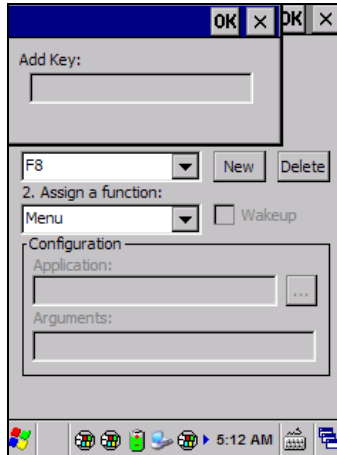 OK × OK ×
Add Key:
F8 New Delete
2. Assign a function:
Menu Wakeup
Configuration
Application:
...
Arguments:
5:12 AM